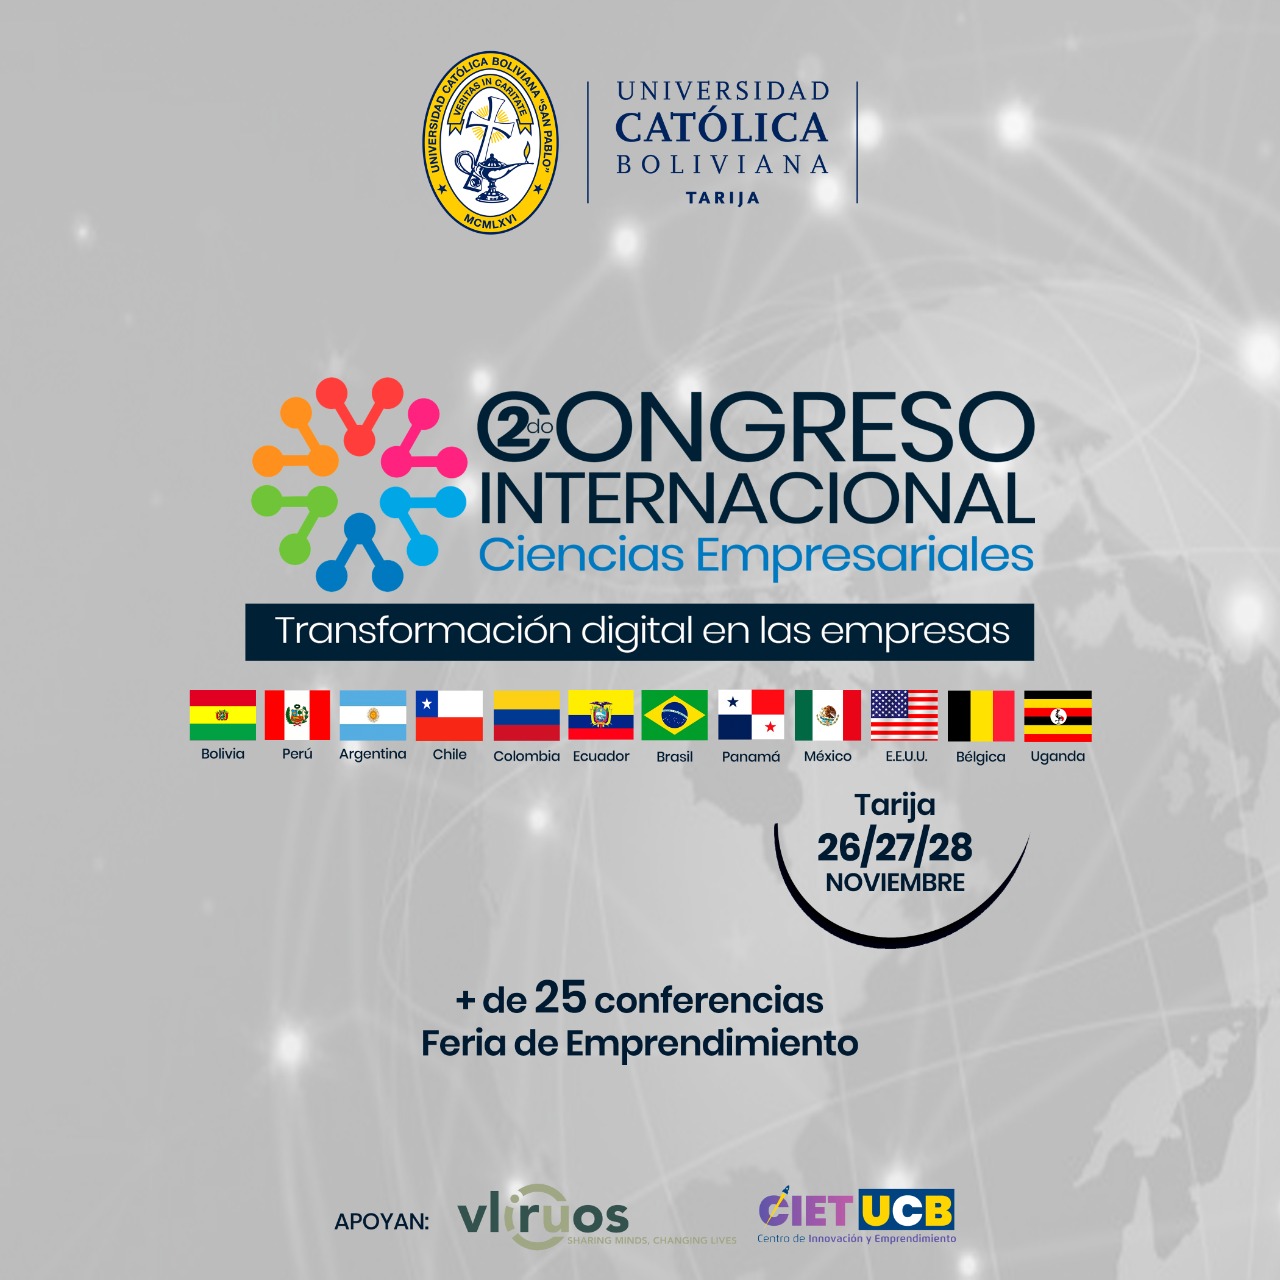 UNIVERSIDAD CATÓLICA BOLIVIANA "SAN PABLO"
VERITAS IN CARITATE
MCMLXVI
UNIVERSIDAD
CATÓLICA
BOLIVIANA
TARIJA
2do CONGRESO
INTERNACIONAL
Ciencias Empresariales
Transformación digital en las empresas
Bolivia Perú Argentina Chile Colombia Ecuador Brasil Panamá México E.E.U.U. Bélgica Uganda
Tarija
26/27/28
NOVIEMBRE
+ de 25 conferencias
Feria de Emprendimiento
APOYAN: vliruos CIET UCB
SHARING MINDS, CHANGING LIVES Centro de Innovación y Emprendimiento